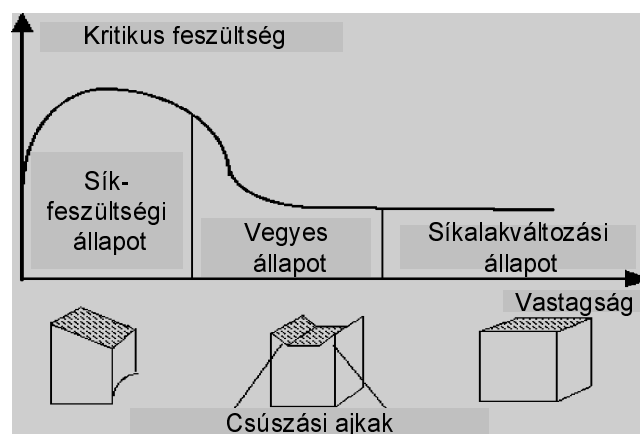 Kritikus feszültség
Sík-
feszültségi
állapot
Vegyes
állapot
Síkalakváltozási
állapot
Vastagság
Csúszási ajkak